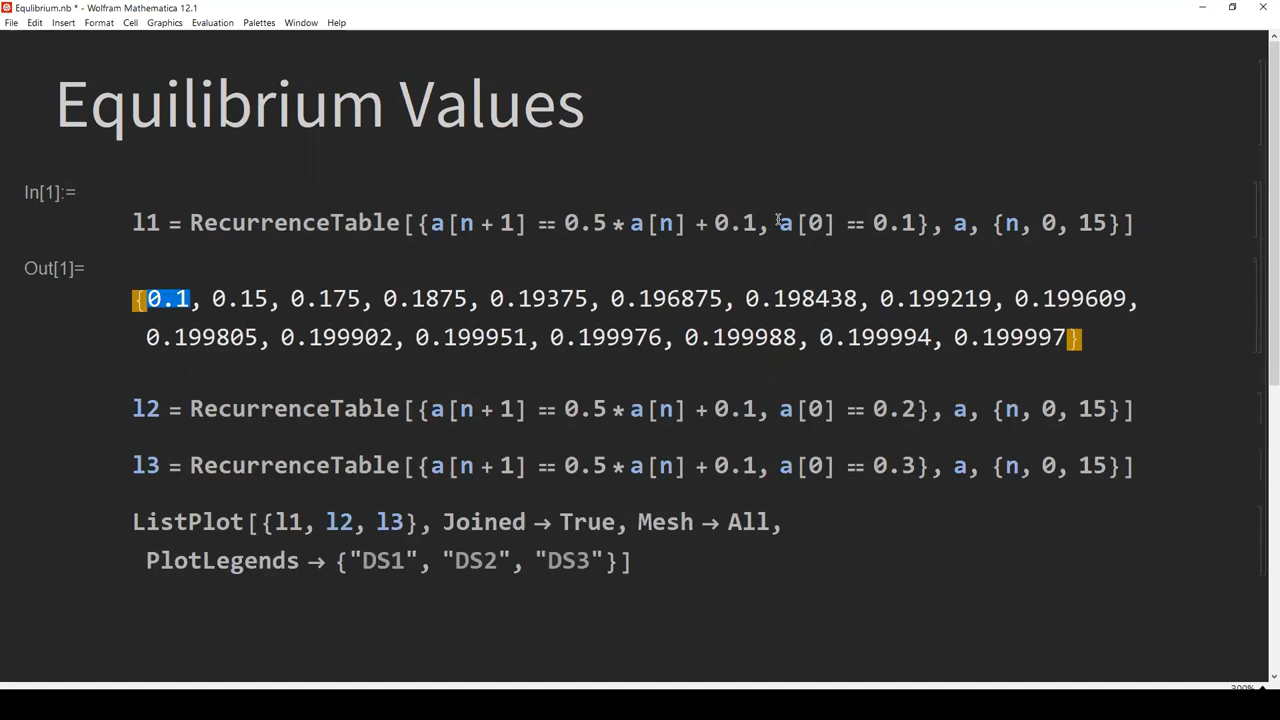 Equlibrium.nb * - Wolfram Mathematica 12.1
File Edit Insert Format Cell Graphics Evaluation Palettes Window Help
Equilibrium Values
In[1]:=
l1 = RecurrenceTable[{a[n + 1] == 0.5 * a[n] + 0.1, a[0] == 0.1}, a, {n, 0, 15}]
Out[1]=
{0.1, 0.15, 0.175, 0.1875, 0.19375, 0.196875, 0.198438, 0.199219, 0.199609,
0.199805, 0.199902, 0.199951, 0.199976, 0.199988, 0.199994, 0.199997}
l2 = RecurrenceTable[{a[n + 1] == 0.5 * a[n] + 0.1, a[0] == 0.2}, a, {n, 0, 15}]
l3 = RecurrenceTable[{a[n + 1] == 0.5 * a[n] + 0.1, a[0] == 0.3}, a, {n, 0, 15}]
ListPlot[{l1, l2, l3}, Joined → True, Mesh → All,
PlotLegends → {"DS1", "DS2", "DS3"}]
300%